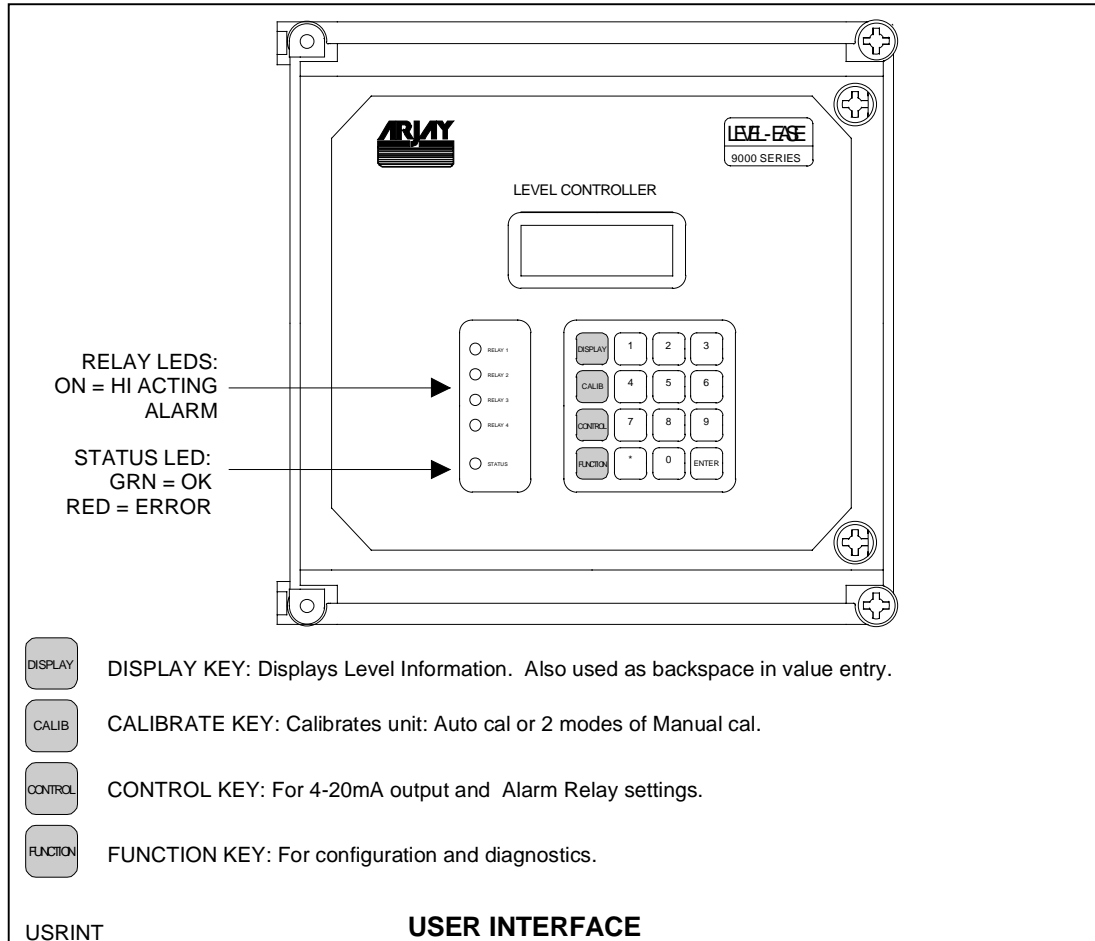 ARJAY
LEVEL-EASE
9000 SERIES
LEVEL CONTROLLER
RELAY LEDS:
ON = HI ACTING
ALARM
STATUS LED:
GRN = OK
RED = ERROR
RELAY 1
RELAY 2
RELAY 3
RELAY 4
STATUS
DISPLAY 1 2 3
CALIB 4 5 6
CONTROL 7 8 9
FUNCTION * 0 ENTER
DISPLAY DISPLAY KEY: Displays Level Information. Also used as backspace in value entry.
CALIB CALIBRATE KEY: Calibrates unit: Auto cal or 2 modes of Manual cal.
CONTROL CONTROL KEY: For 4-20mA output and Alarm Relay settings.
FUNCTION FUNCTION KEY: For configuration and diagnostics.
USRINT USER INTERFACE